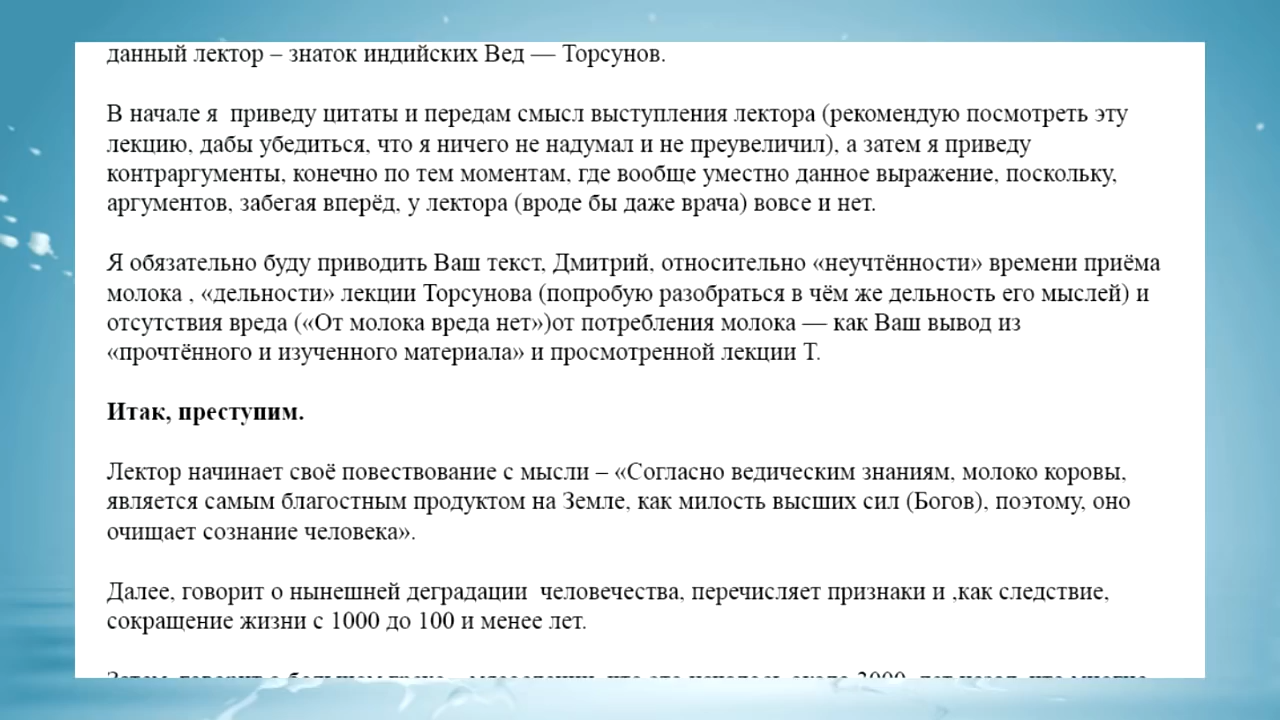 данный лектор – знаток индийских Вед — Торсунов.
В начале я  приведу цитаты и передам смысл выступления лектора (рекомендую посмотреть эту
лекцию, дабы убедиться, что я ничего не надумал и не преувеличил), а затем я приведу
контраргументы, конечно по тем моментам, где вообще уместно данное выражение, поскольку,
аргументов, забегая вперёд, у лектора (вроде бы даже врача) вовсе и нет.
Я обязательно буду приводить Ваш текст, Дмитрий, относительно «неучтённости» времени приёма
молока , «дельности» лекции Торсунова (попробую разобраться в чём же дельность его мыслей) и
отсутствия вреда («От молока вреда нет»)от потребления молока — как Ваш вывод из
«прочтённого и изученного материала» и просмотренной лекции Т.
Итак, преступим.
Лектор начинает своё повествование с мысли – «Согласно ведическим знаниям, молоко коровы,
является самым благостным продуктом на Земле, как милость высших сил (Богов), поэтому, оно
очищает сознание человека».
Далее, говорит о нынешней деградации  человечества, перечисляет признаки и ,как следствие,
сокращение жизни с 1000 до 100 и менее лет.